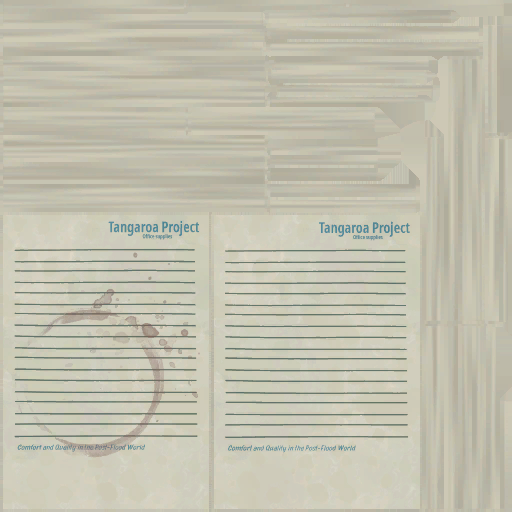 Tangaroa Project
Office supplies
Comfort and Quality in the Post-Flood World
Tangaroa Project
Office supplies
Comfort and Quality in the Post-Flood World